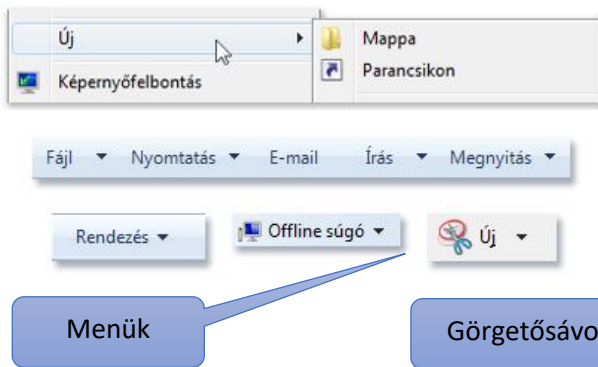 Új Mappa
Képernyőfelbontás Parancsikon
Fájl Nyomtatás E-mail Írás Megnyitás
Rendezés Offline súgó Új
Menük Görgetősávo